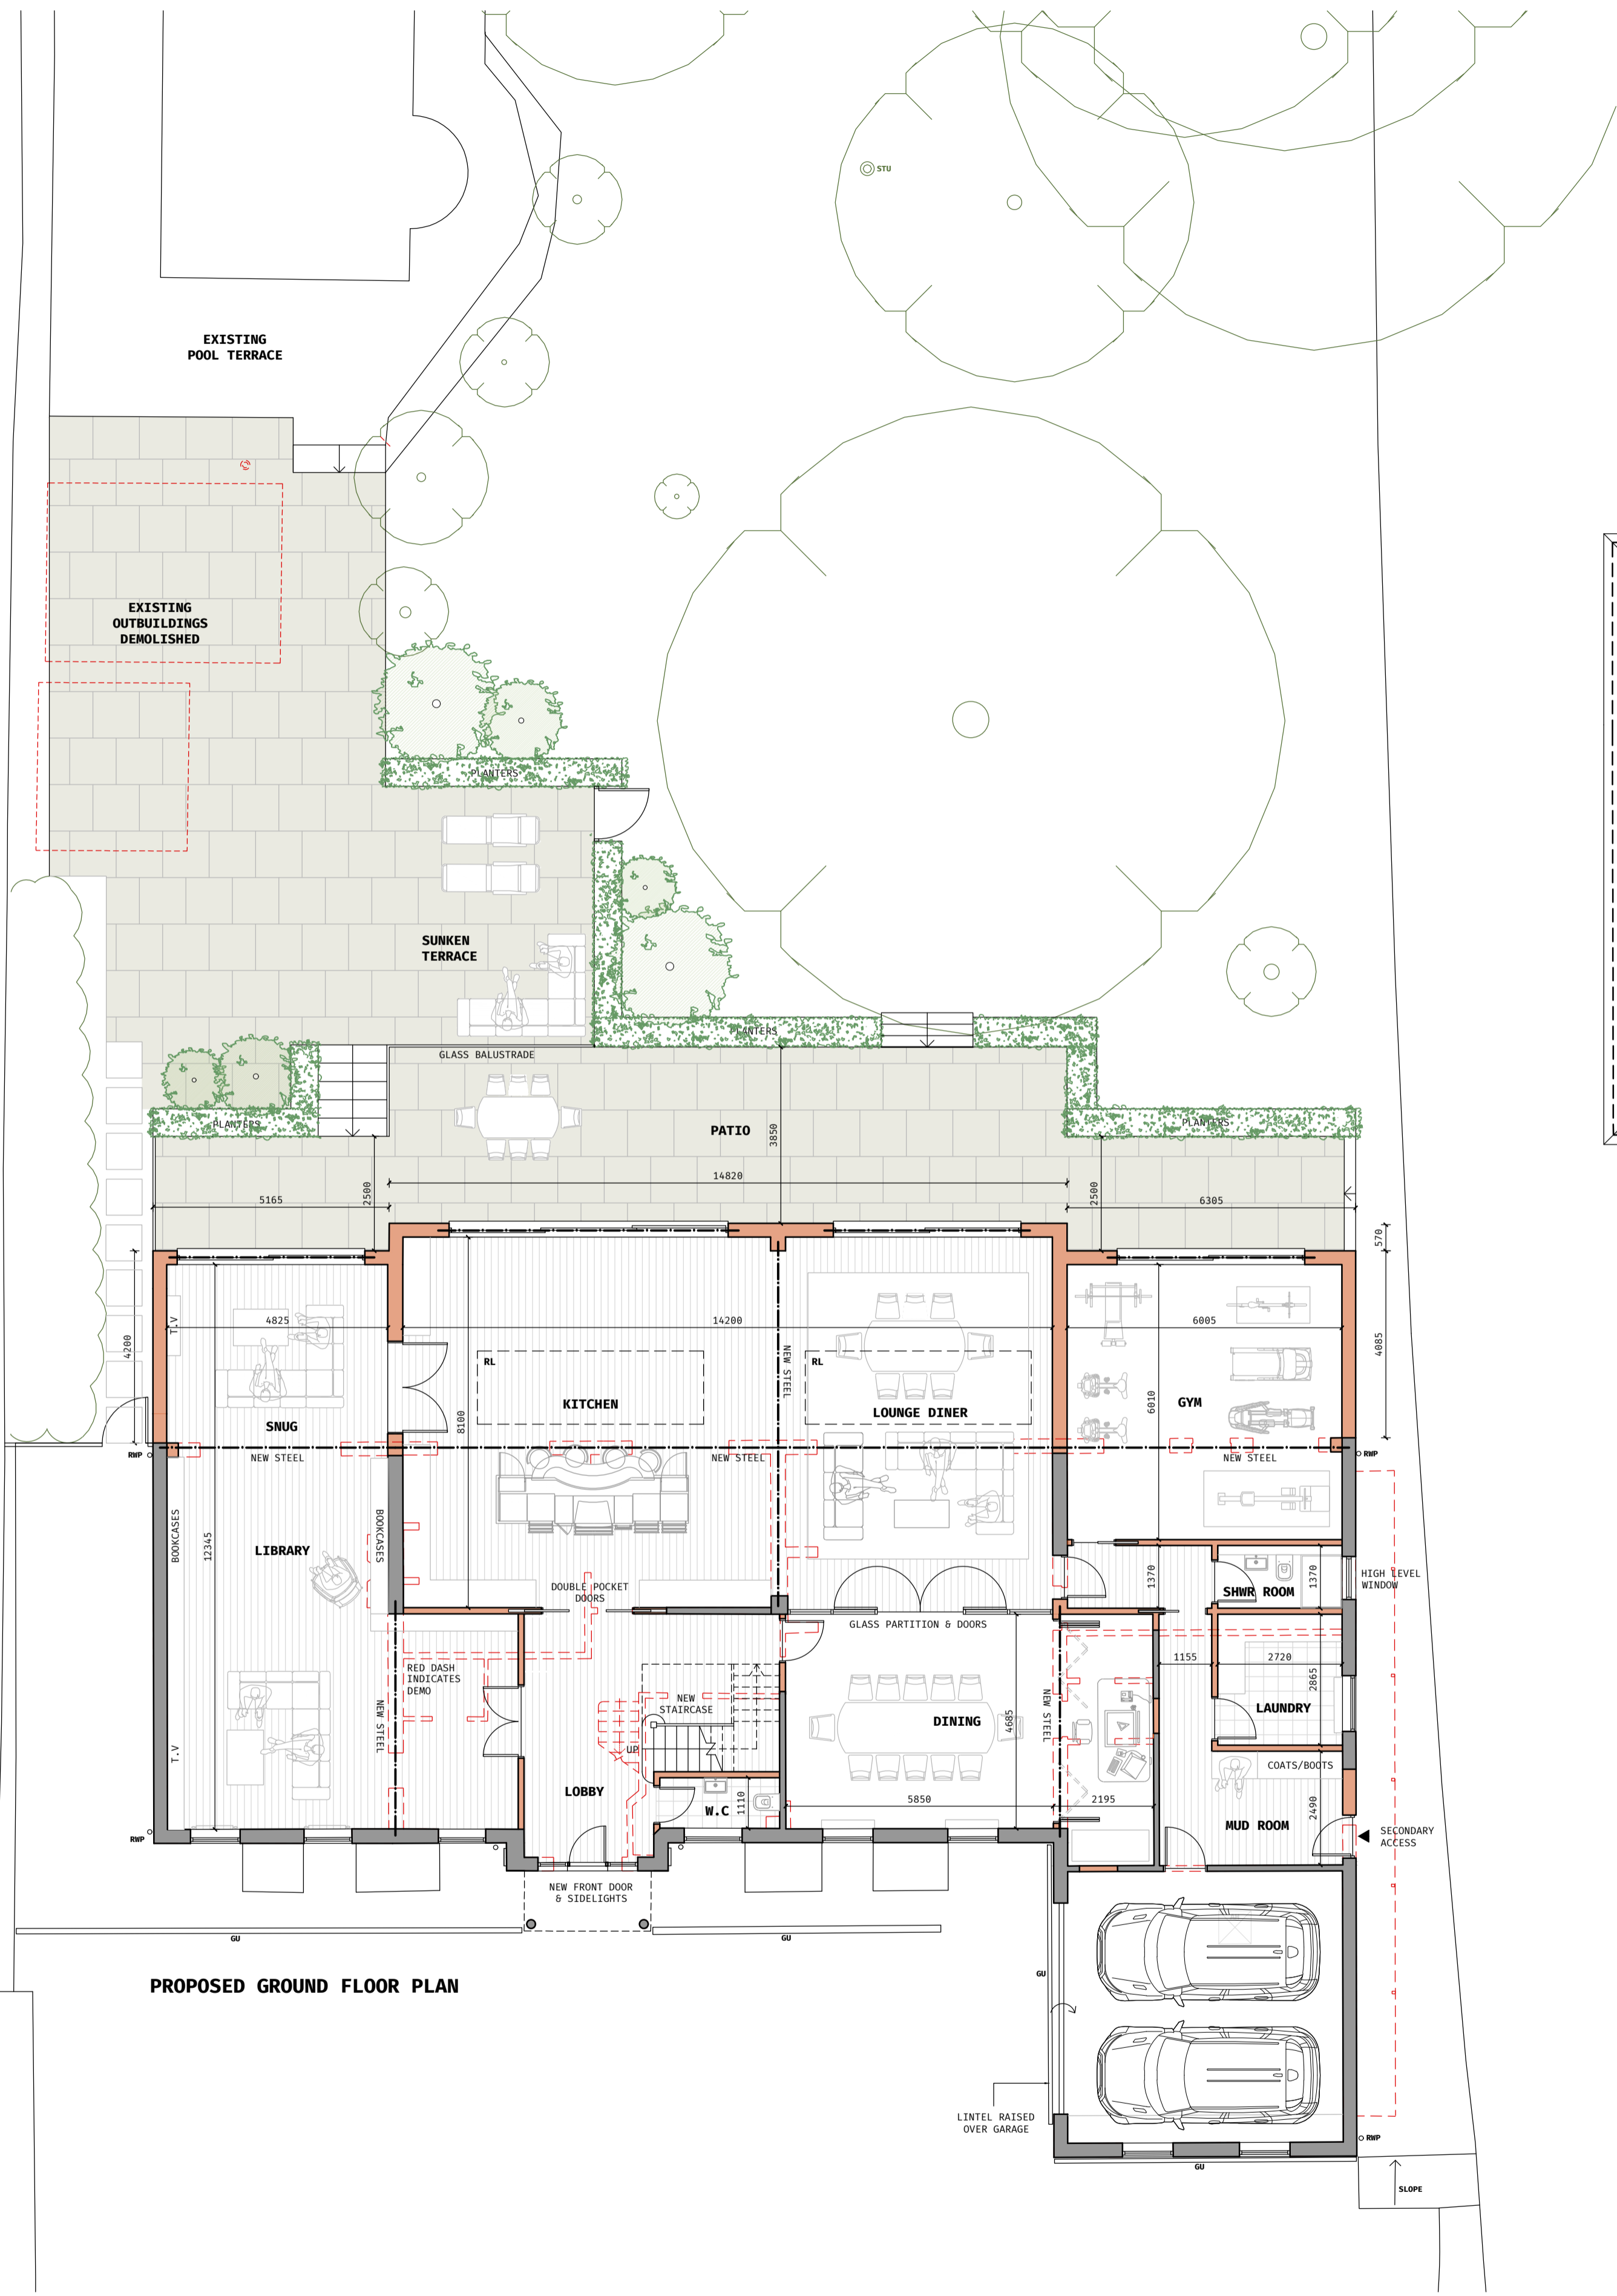 STU
EXISTING
POOL TERRACE
EXISTING
OUTBUILDINGS
DEMOLISHED
PLANTERS
SUNKEN
TERRACE
PLANTERS
GLASS BALUSTRADE
PLANTERS
PLANTERS
PATIO
3850
14820
5165
2500
2500
6305
570
T.V
4825
14200
6005
4200
4085
NEW STEEL
RL
RL
KITCHEN
LOUNGE DINER
GYM
6010
SNUG
8100
RWP
NEW STEEL
NEW STEEL
NEW STEEL
RWP
BOOKCASES
12345
LIBRARY
BOOKCASES
DOUBLE POCKET
DOORS
1370
SHWR ROOM
1370
HIGH LEVEL
WINDOW
GLASS PARTITION & DOORS
RED DASH
INDICATES
DEMO
1155
2720
2865
NEW
STAIRCASE
NEW STEEL
UP
DINING
4685
NEW STEEL
LAUNDRY
T.V
COATS/BOOTS
LOBBY
W.C
1110
5850
2195
2490
MUD ROOM
SECONDARY
ACCESS
RWP
NEW FRONT DOOR
& SIDELIGHTS
GU
GU
PROPOSED GROUND FLOOR PLAN
GU
LINTEL RAISED
OVER GARAGE
RWP
GU
SLOPE